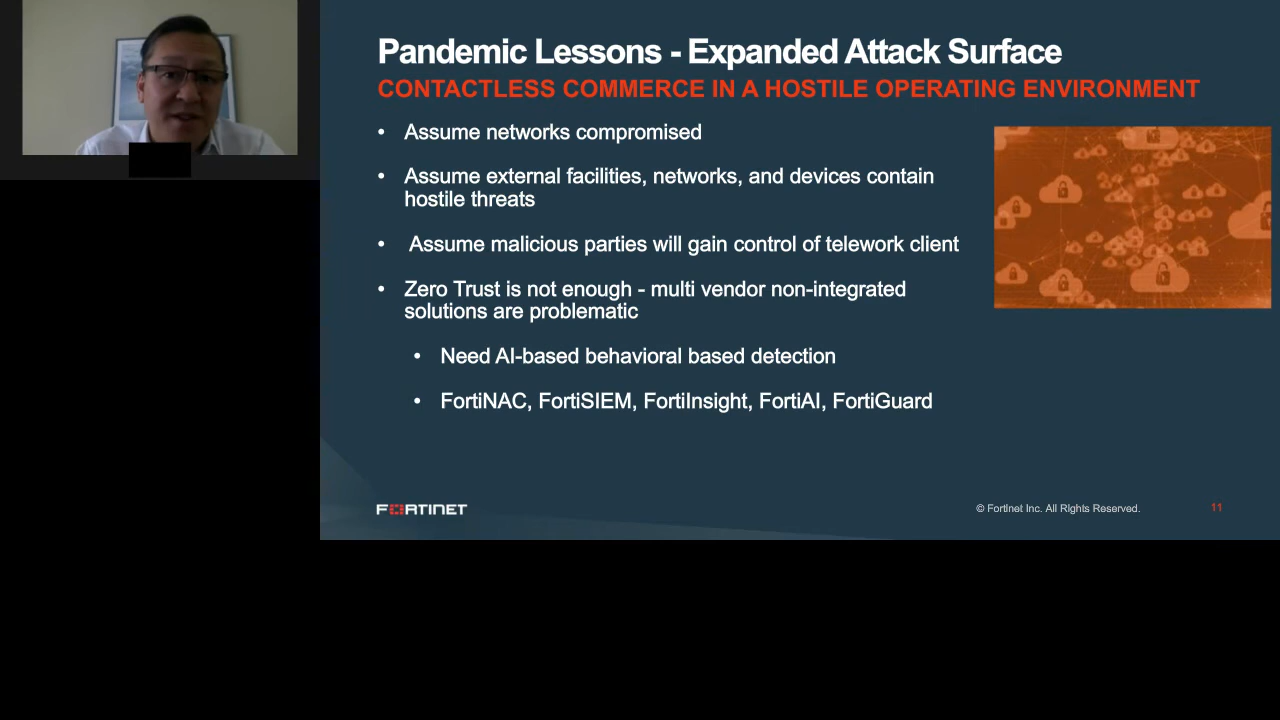 Pandemic Lessons - Expanded Attack Surface
CONTACTLESS COMMERCE IN A HOSTILE OPERATING ENVIRONMENT
• Assume networks compromised
• Assume external facilities, networks, and devices contain
hostile threats
• Assume malicious parties will gain control of telework client
• Zero Trust is not enough - multi vendor non-integrated
solutions are problematic
• Need AI-based behavioral based detection
• FortiNAC, FortiSIEM, FortiInsight, FortiAI, FortiGuard
FORTINET
© Fortinet Inc. All Rights Reserved.
11